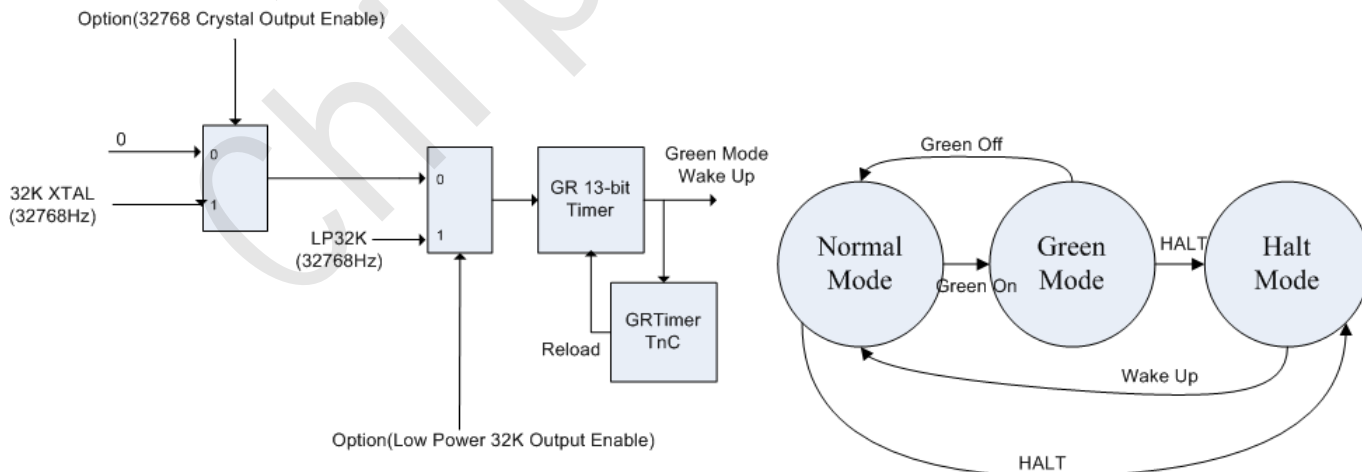 Option(32768 Crystal Output Enable)
0
0
32K XTAL
(32768Hz)
1
0
LP32K
(32768Hz)
1
GR 13-bit
Timer
Green Mode
Wake Up
GRTimer
TnC
Reload
Option(Low Power 32K Output Enable)
Green Off
Normal
Mode
Green On
Green
Mode
HALT
Halt
Mode
Wake Up
HALT
Chip